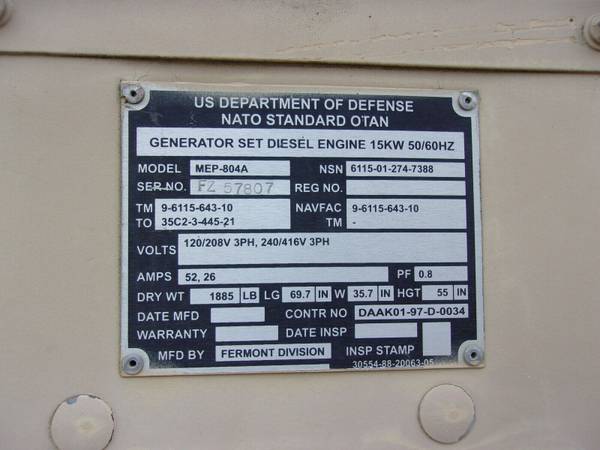 US DEPARTMENT OF DEFENSE
NATO STANDARD OTAN
GENERATOR SET DIESEL ENGINE 15KW 50/60HZ
MODEL MEP-804A NSN 6115-01-274-7388
SER NO. FZ 57807 REG NO.
TM 9-6115-643-10 NAVFAC 9-6115-643-10
TO 35C2-3-445-21 TM -
VOLTS 120/208V 3PH, 240/416V 3PH
AMPS 52, 26 PF 0.8
DRY WT 1885 LB LG 69.7 IN W 35.7 IN HGT 55 IN
DATE MFD CONTR NO DAAK01-97-D-0034
WARRANTY DATE INSP
MFD BY FERMONT DIVISION INSP STAMP
30554-88-20063-05